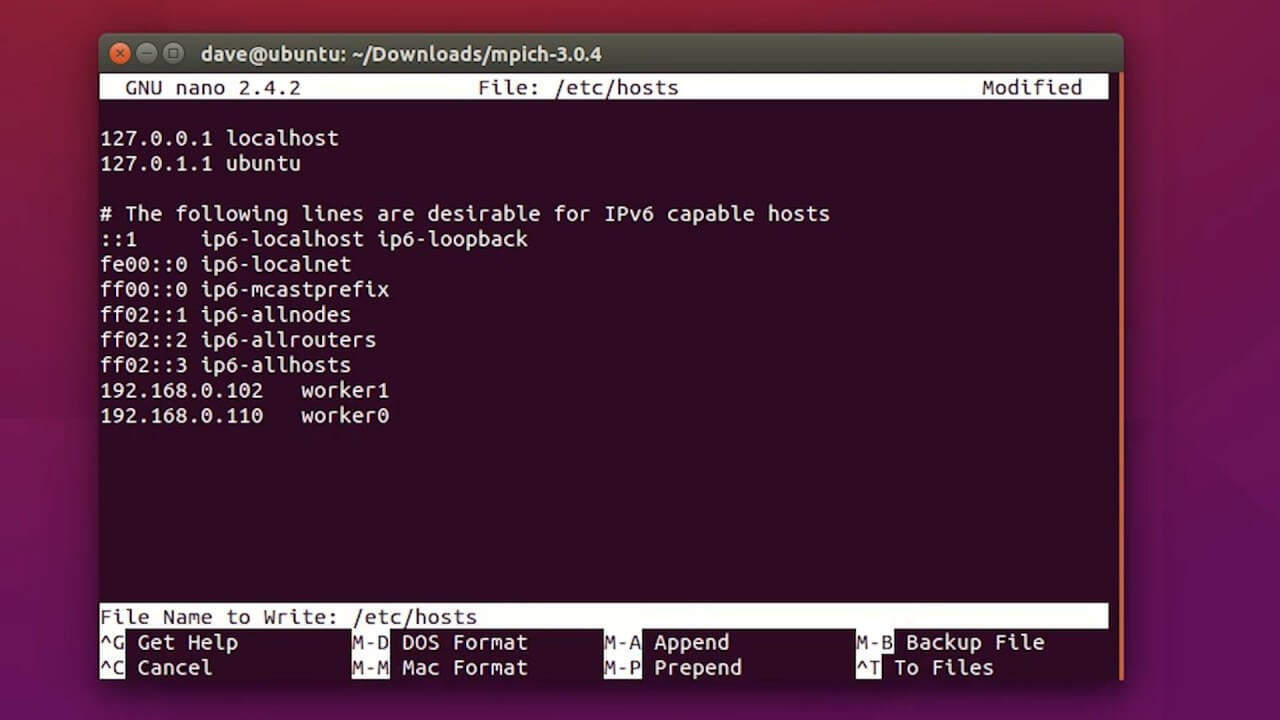 dave@ubuntu: ~/Downloads/mpich-3.0.4
GNU nano 2.4.2 File: /etc/hosts Modified
127.0.0.1 localhost
127.0.1.1 ubuntu
# The following lines are desirable for IPv6 capable hosts
::1     ip6-localhost ip6-loopback
fe00::0 ip6-localnet
ff00::0 ip6-mcastprefix
ff02::1 ip6-allnodes
ff02::2 ip6-allrouters
ff02::3 ip6-allhosts
192.168.0.102   worker1
192.168.0.110   worker0
File Name to Write: /etc/hosts
^G Get Help M-D DOS Format M-A Append M-B Backup File
^C Cancel M-M Mac Format M-P Prepend ^T To Files